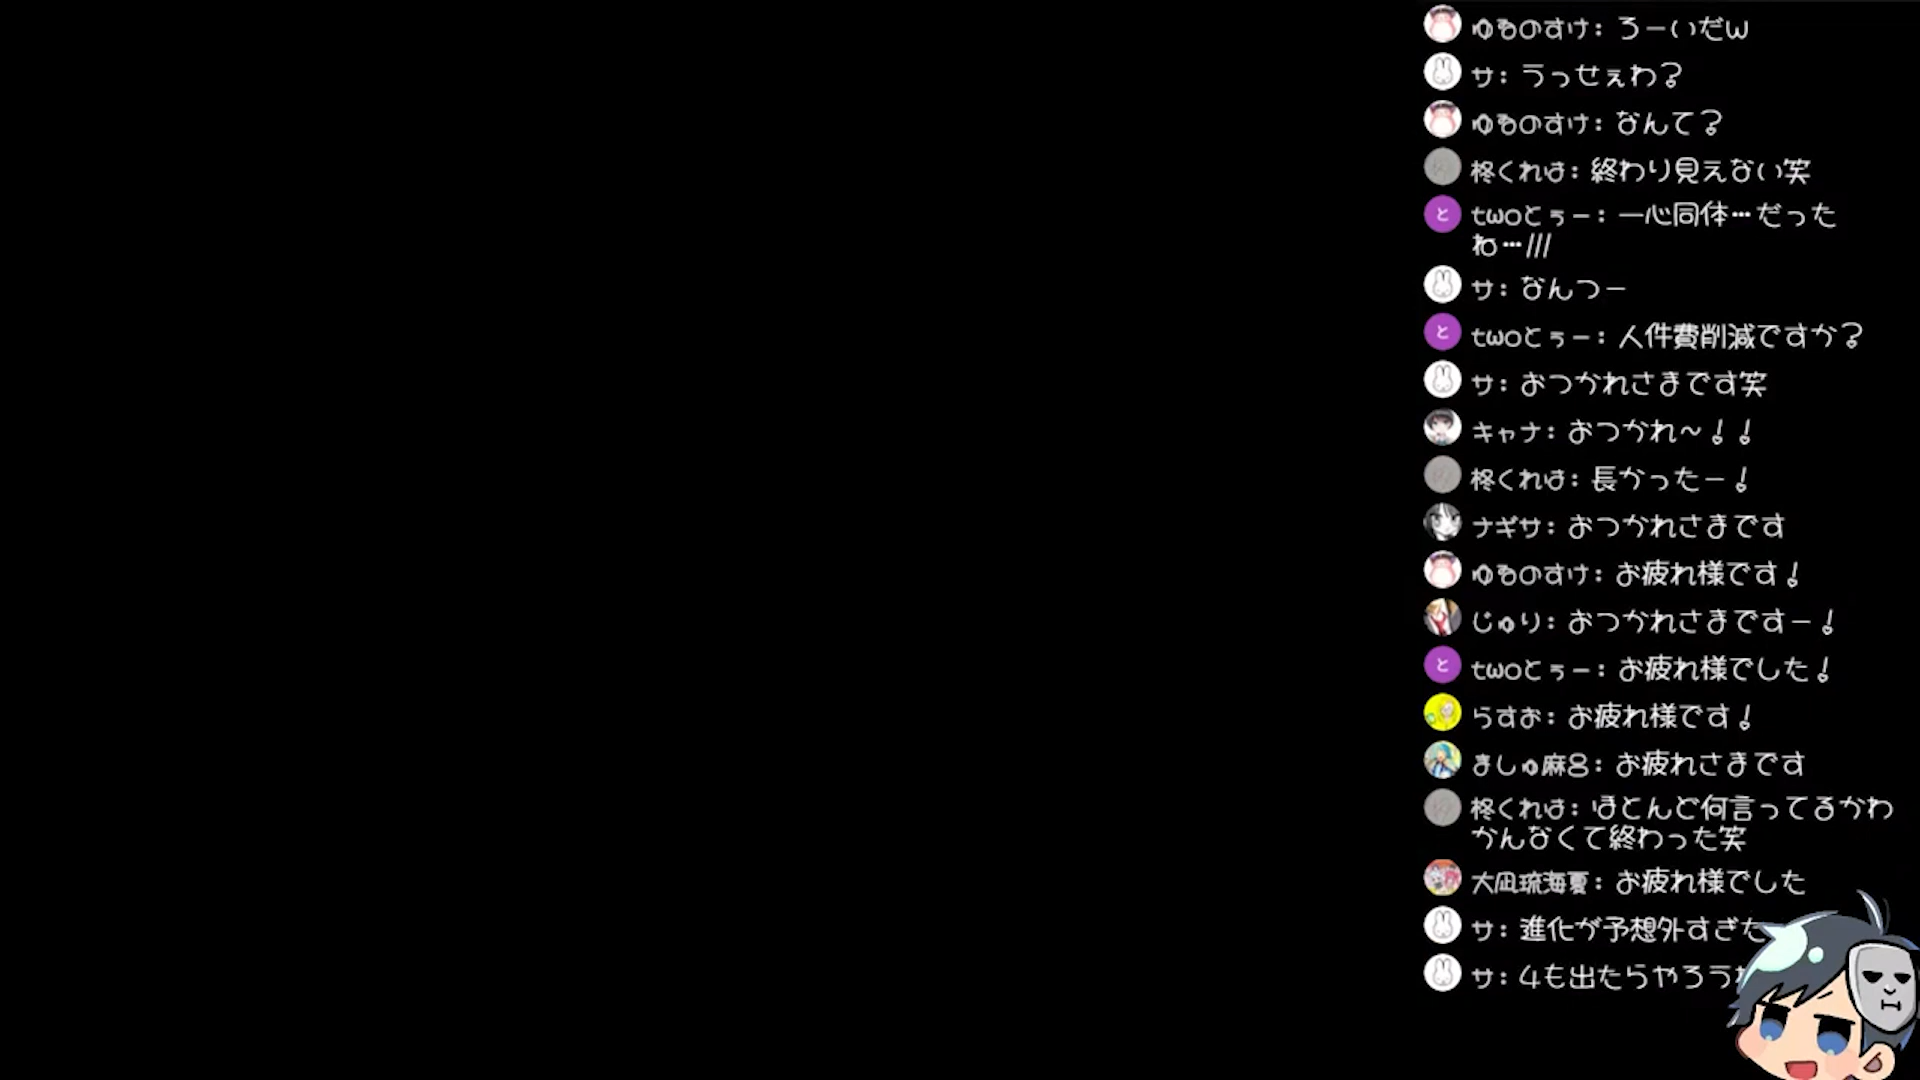 ゆるのすけ: ろーいだw
サ: うっせぇわ?
ゆるのすけ: なんて?
柊くれは: 終わり見えない笑
と
twoとぅー: 一心同体…だった
ね…///
サ: なんつー
と
twoとぅー: 人件費削減ですか?
サ: おつかれさまです笑
キャナ: おつかれ~!!
柊くれは: 長かったー!
ナギサ: おつかれさまです
ゆるのすけ: お疲れ様です!
じゅり: おつかれさまですー!
と
twoとぅー: お疲れ様でした!
らすお: お疲れ様です!
ましゅ麻呂: お疲れさまです
柊くれは: ほとんど何言ってるかわ
かんなくて終わった笑
大凪琉海夏: お疲れ様でした
サ: 進化が予想外すぎた
サ: 4も出たらやろう